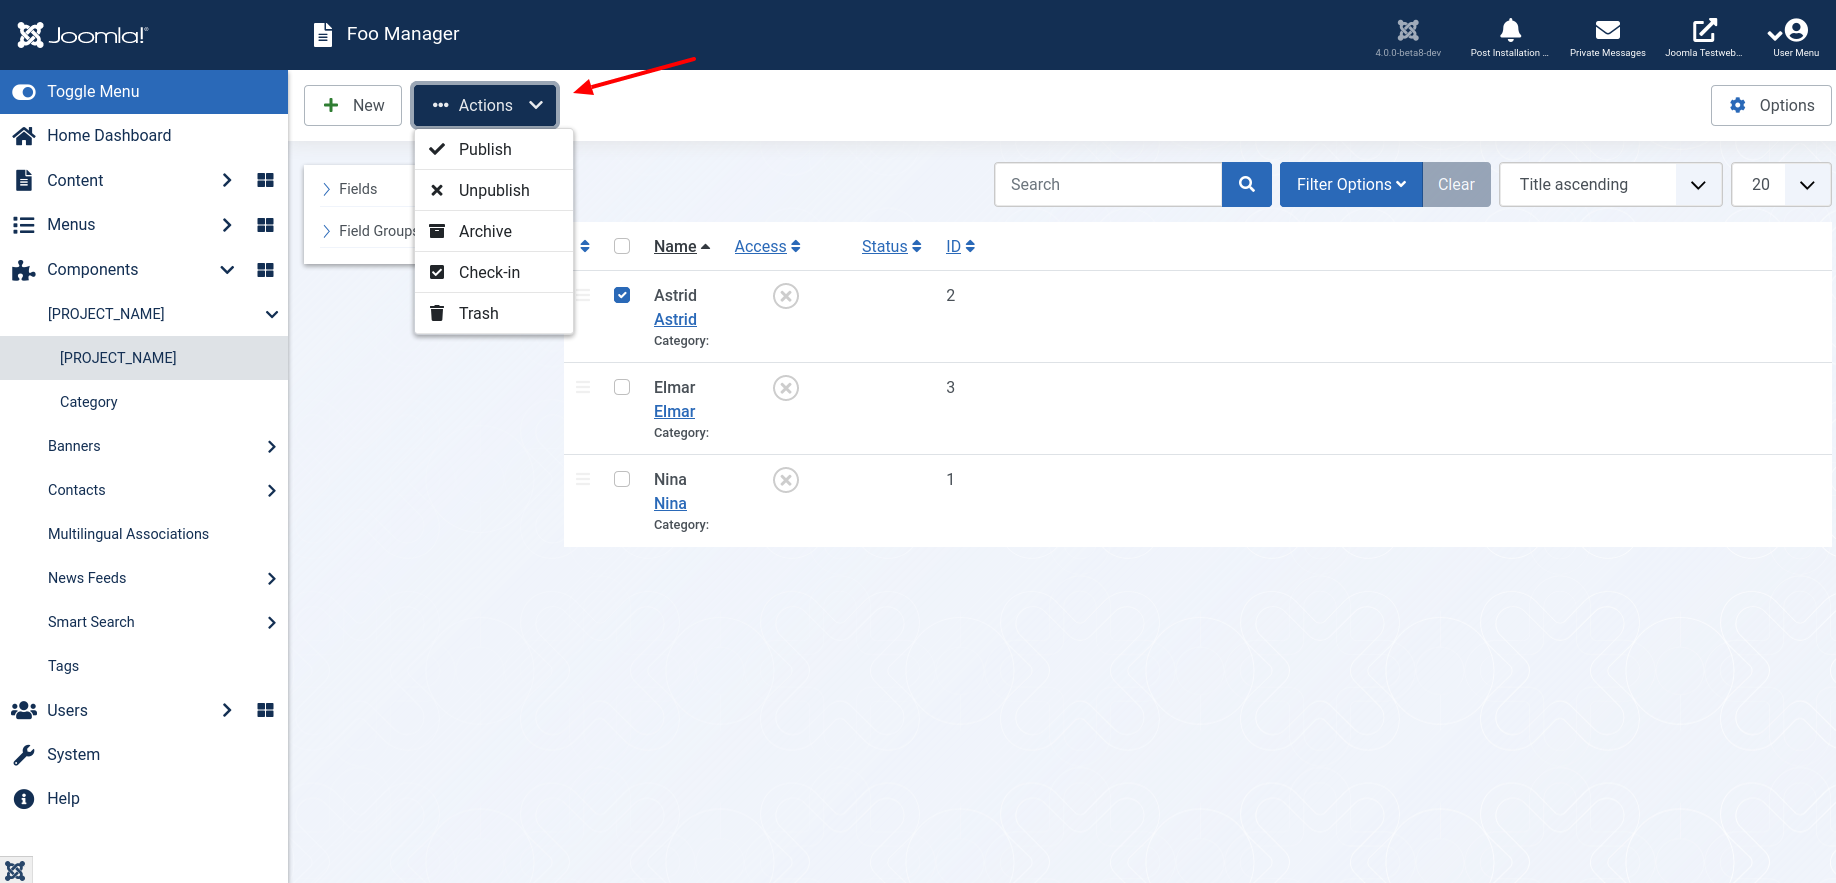 Joomla!
Foo Manager
4.0.0-beta8-dev
Post Installation ...
Private Messages
Joomla Testweb...
User Menu
Toggle Menu
New
Actions
Options
Home Dashboard
Content
Menus
Components
[PROJECT_NAME]
[PROJECT_NAME]
Category
Banners
Contacts
Multilingual Associations
News Feeds
Smart Search
Tags
Users
System
Help
Publish
Unpublish
Archive
Check-in
Trash
Fields
Field Groups
Search
Filter Options
Clear
Title ascending
20
Name
Access
Status
ID
Astrid
2
Astrid
Category:
Elmar
3
Elmar
Category:
Nina
1
Nina
Category: